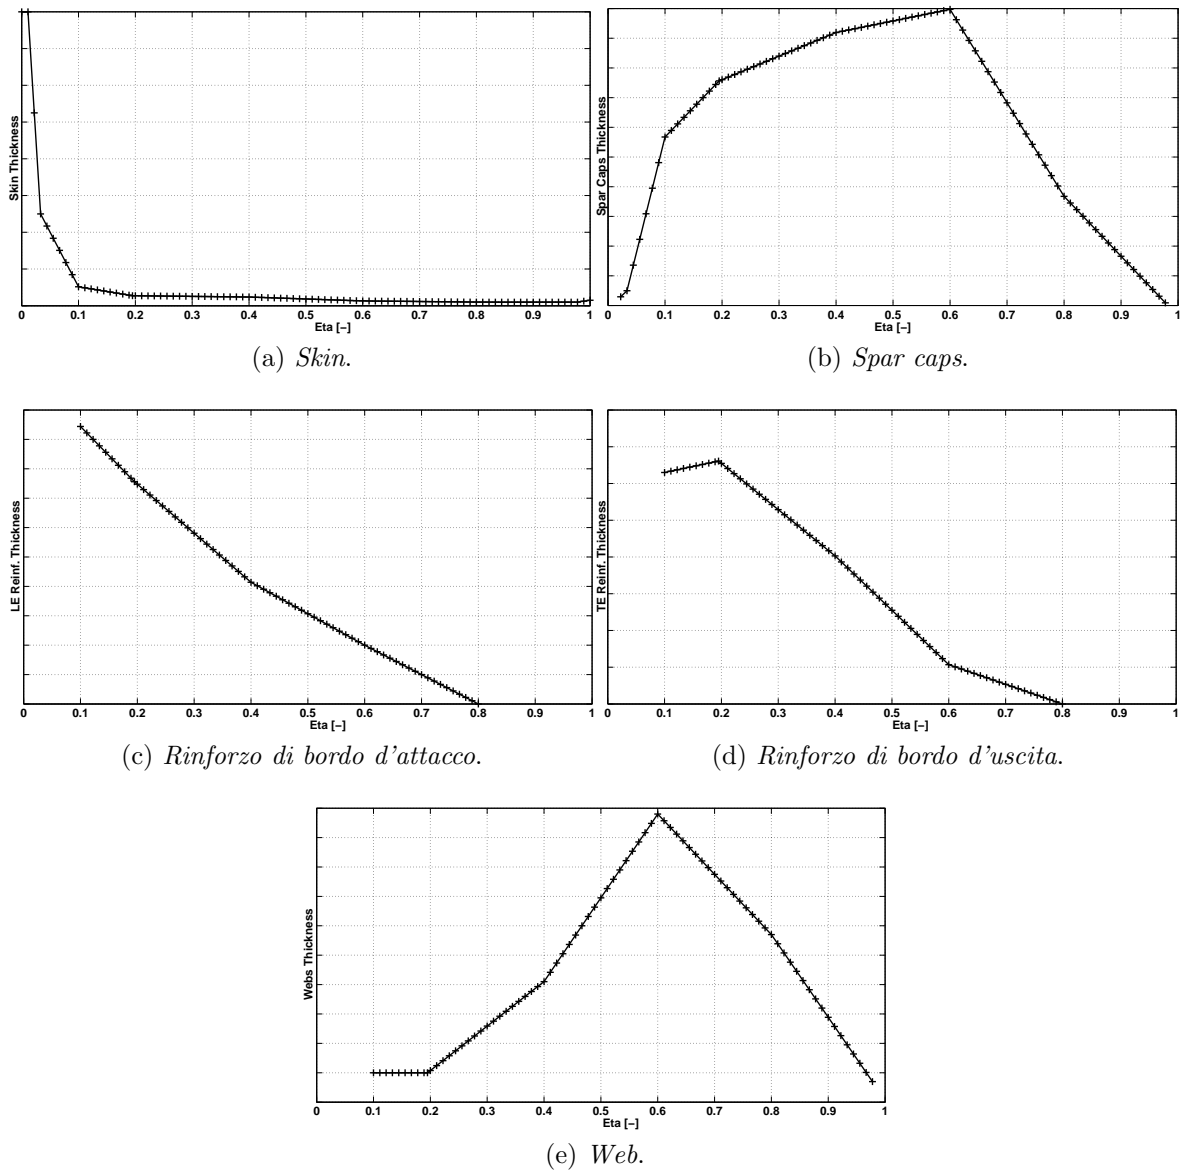 Skin Thickness
0 0.1 0.2 0.3 0.4 0.5 0.6 0.7 0.8 0.9 1
Eta [–]
(a) Skin.
Spar Caps Thickness
0 0.1 0.2 0.3 0.4 0.5 0.6 0.7 0.8 0.9 1
Eta [–]
(b) Spar caps.
LE Reinf. Thickness
0 0.1 0.2 0.3 0.4 0.5 0.6 0.7 0.8 0.9 1
Eta [–]
(c) Rinforzo di bordo d'attacco.
TE Reinf. Thickness
0 0.1 0.2 0.3 0.4 0.5 0.6 0.7 0.8 0.9 1
Eta [–]
(d) Rinforzo di bordo d'uscita.
Webs Thickness
0 0.1 0.2 0.3 0.4 0.5 0.6 0.7 0.8 0.9 1
Eta [–]
(e) Web.